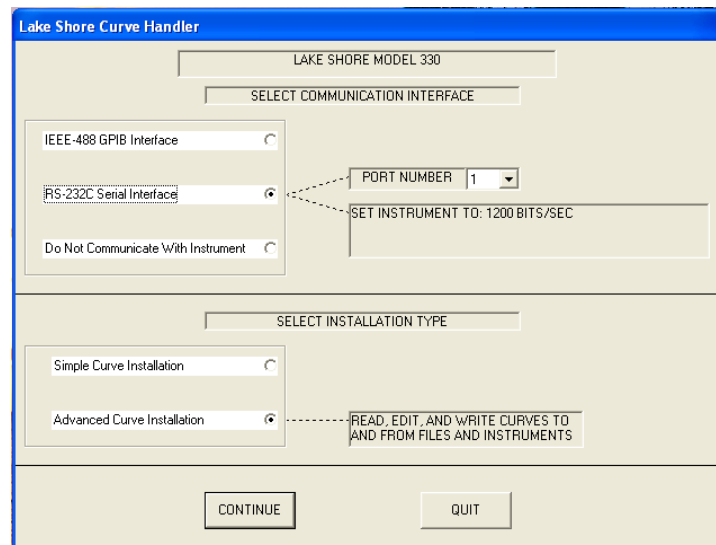 Lake Shore Curve Handler
LAKE SHORE MODEL 330
SELECT COMMUNICATION INTERFACE
IEEE-488 GPIB Interface
RS-232C Serial Interface
PORT NUMBER 1
SET INSTRUMENT TO: 1200 BITS/SEC
Do Not Communicate With Instrument
SELECT INSTALLATION TYPE
Simple Curve Installation
Advanced Curve Installation
READ, EDIT, AND WRITE CURVES TO
AND FROM FILES AND INSTRUMENTS
CONTINUE
QUIT